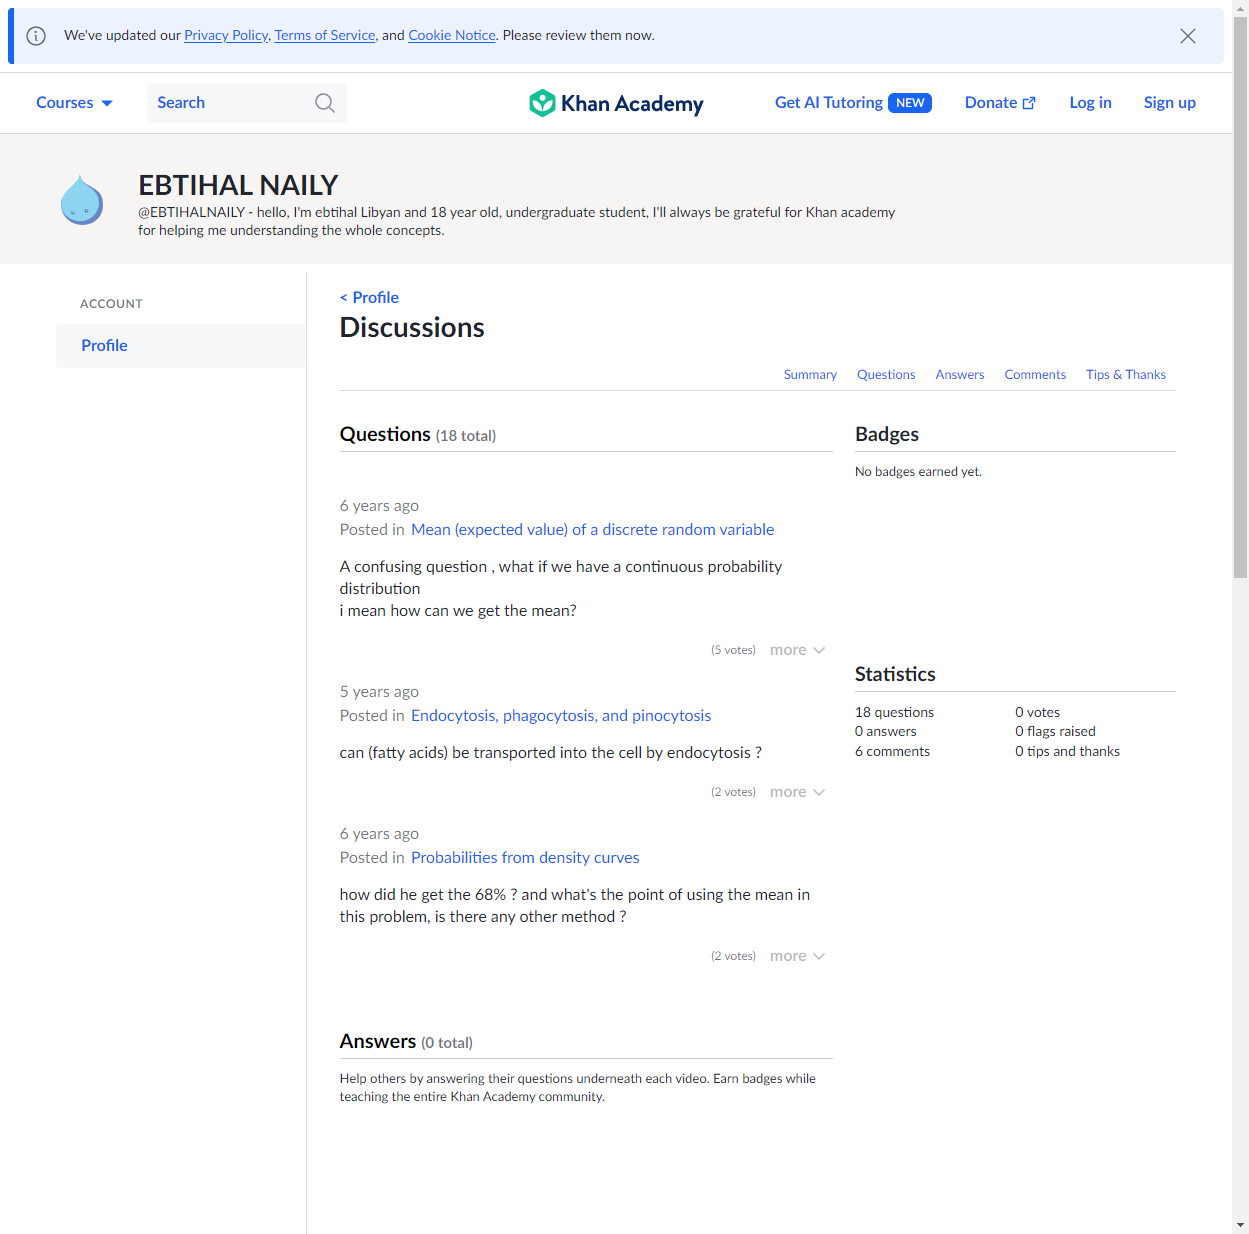 We've updated our Privacy Policy, Terms of Service, and Cookie Notice. Please review them now.
Courses
Search
Khan Academy
Get AI Tutoring NEW
Donate
Log in
Sign up
EBTIHAL NAILY
@EBTIHALNAILY - hello, I'm ebtihal Libyan and 18 year old, undergraduate student, I'll always be grateful for Khan academy
for helping me understanding the whole concepts.
ACCOUNT
Profile
< Profile
Discussions
Summary
Questions
Answers
Comments
Tips & Thanks
Questions (18 total)
6 years ago
Posted in Mean (expected value) of a discrete random variable
A confusing question , what if we have a continuous probability
distribution
i mean how can we get the mean?
(5 votes)
more
5 years ago
Posted in Endocytosis, phagocytosis, and pinocytosis
can (fatty acids) be transported into the cell by endocytosis ?
(2 votes)
more
6 years ago
Posted in Probabilities from density curves
how did he get the 68% ? and what's the point of using the mean in
this problem, is there any other method ?
(2 votes)
more
Answers (0 total)
Help others by answering their questions underneath each video. Earn badges while
teaching the entire Khan Academy community.
Badges
No badges earned yet.
Statistics
18 questions
0 votes
0 answers
0 flags raised
6 comments
0 tips and thanks